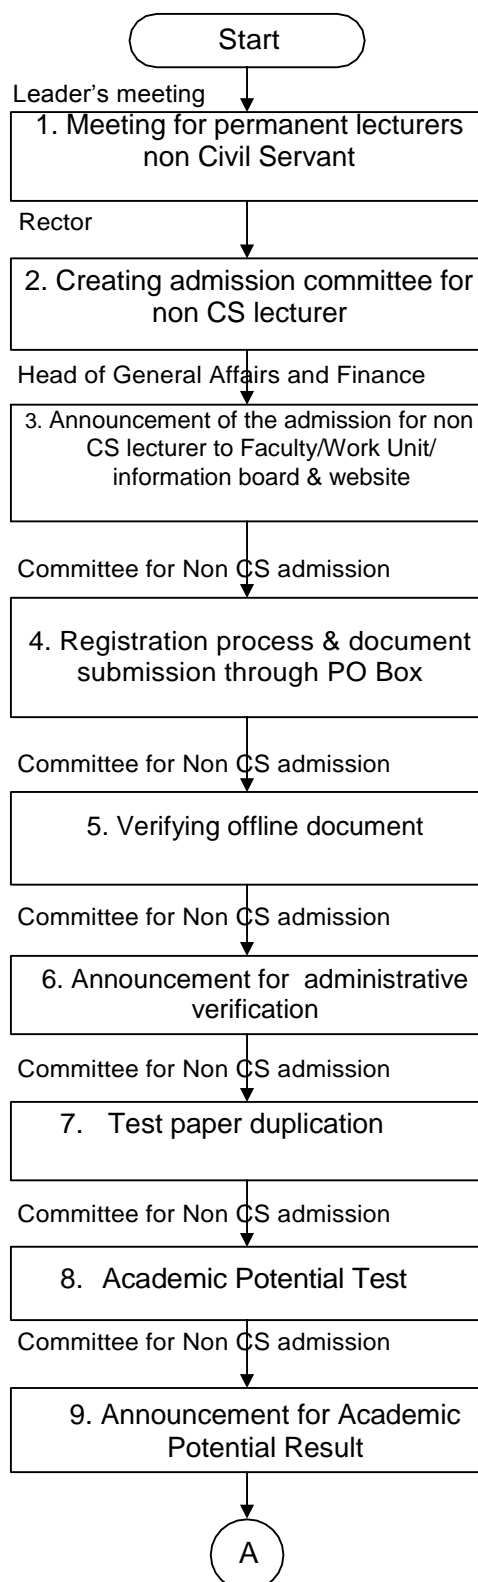 Start
Leader's meeting
1. Meeting for permanent lecturers
non Civil Servant
Rector
2. Creating admission committee for
non CS lecturer
Head of General Affairs and Finance
3. Announcement of the admission for non
CS lecturer to Faculty/Work Unit/
information board & website
Committee for Non CS admission
4. Registration process & document
submission through PO Box
Committee for Non CS admission
5. Verifying offline document
Committee for Non CS admission
6. Announcement for administrative
verification
Committee for Non CS admission
7. Test paper duplication
Committee for Non CS admission
8. Academic Potential Test
Committee for Non CS admission
9. Announcement for Academic
Potential Result
A